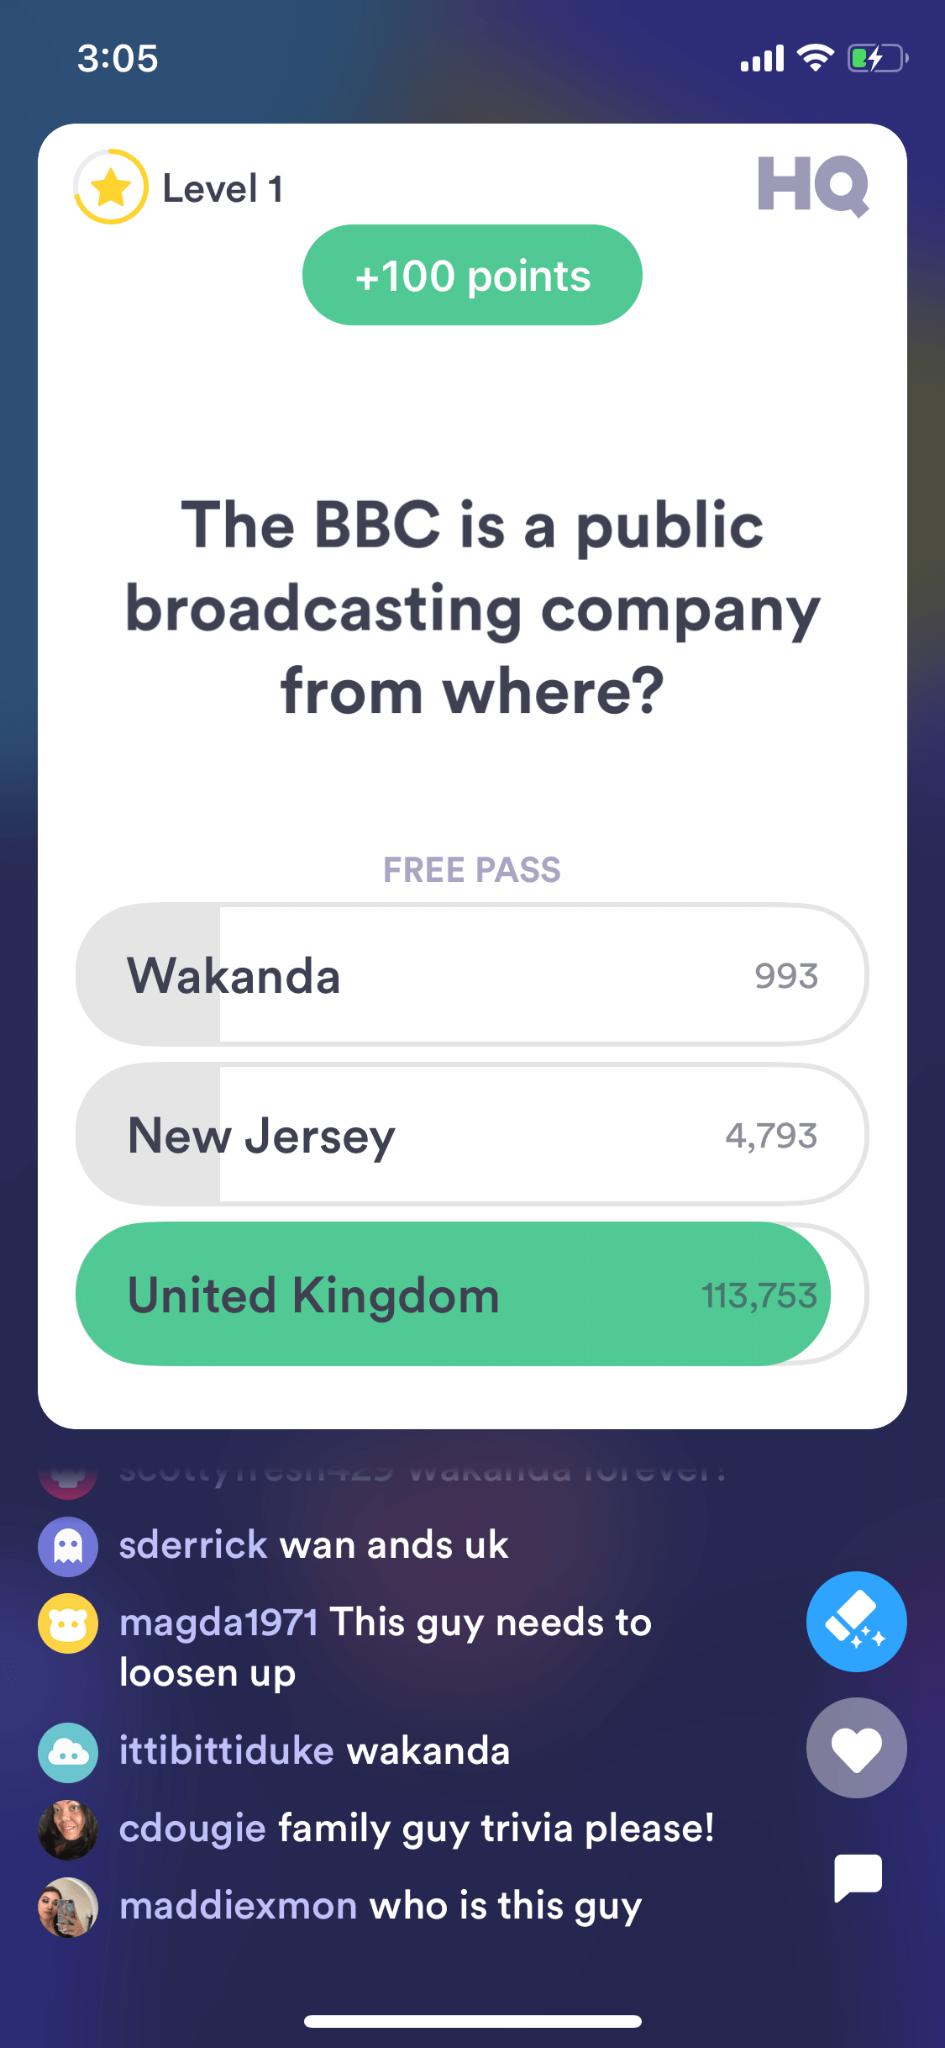 3:05
Level 1
HQ
+100 points
The BBC is a public
broadcasting company
from where?
FREE PASS
Wakanda 993
New Jersey 4,793
United Kingdom 113,753
scottyfresh429 wakanda forever!
sderrick wan ands uk
magda1971 This guy needs to
loosen up
ittibittiduke wakanda
cdougie family guy trivia please!
maddiexmon who is this guy